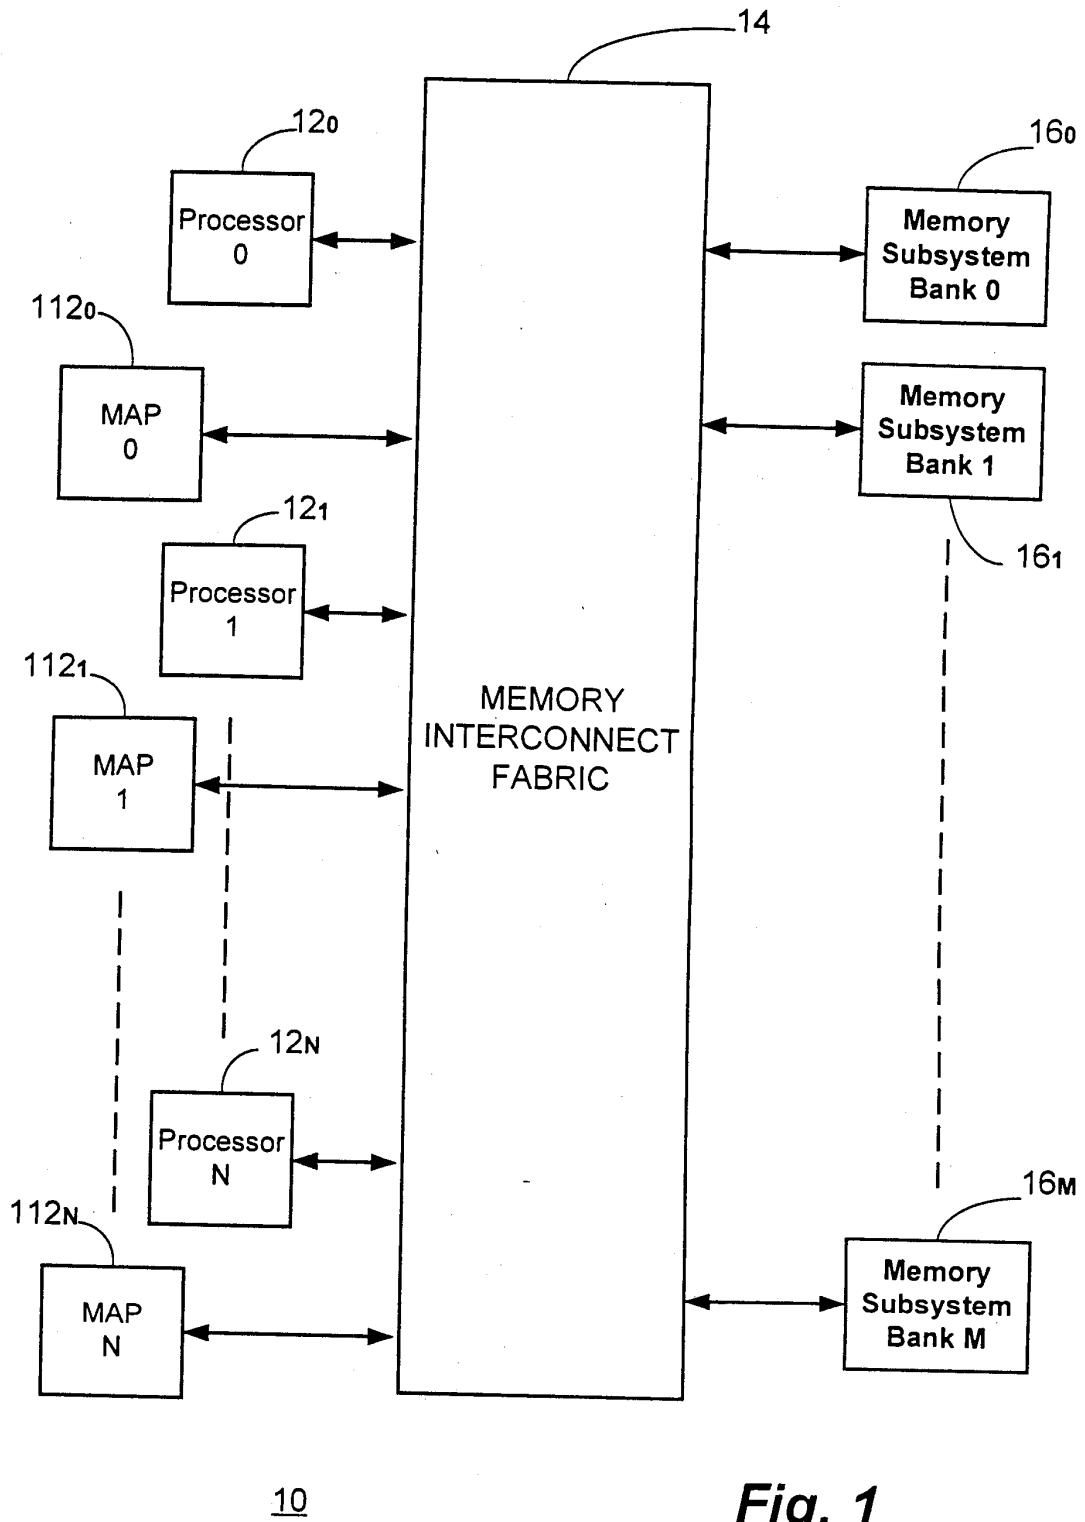 14
12₀
16₀
Processor
0
Memory
Subsystem
Bank 0
112₀
MAP
0
Memory
Subsystem
Bank 1
12₁
16₁
Processor
1
112₁
MEMORY
INTERCONNECT
FABRIC
MAP
1
12N
Processor
N
16M
112N
Memory
Subsystem
Bank M
MAP
N
10
Fig. 1